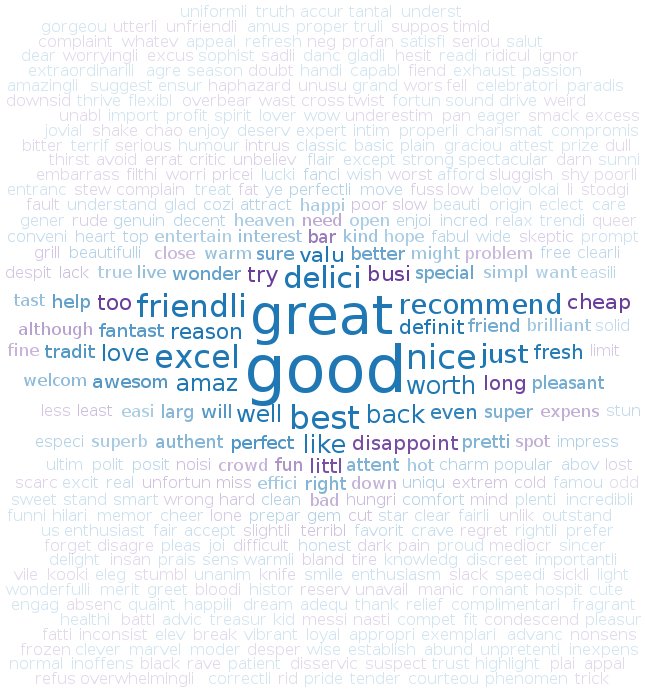 uniformli truth accur tantal underst
gorgeou utterli unfriendli amus proper truli suppos timid
complaint whatev appeal refresh neg profan satisfi seriou salut
dear worryingli excus sophist sadli danc gladli hesit readi ridicul ignor
extraordinarili agre season doubt handi capabl fiend exhaust passion
amazingli suggest ensur haphazard unusu grand wors fell celebratori paradis
downsid thrive flexibl overbear wast cross twist fortun sound drive weird
unabl import profit spirit lover wow underestim pan eager smack excess
jovial shake chao enjoy deserv expert intim properli charismat compromis
bitter terrif serious humour intrus classic basic plain graciou attest prize dull
thirst avoid errat critic unbeliev flair except strong spectacular darn sunni
embarrass filthi worri pricei lucki fanci wish worst afford sluggish shy poorli
entranc stew complain treat fat ye perfectli move fuss low belov okai li stodgi
fault understand glad cozi attract happi poor slow beauti origin eclect care
gener rude genuin decent heaven need open enjoi incred relax trendi queer
conveni heart top entertain interest bar kind hope fabul wide skeptic prompt
grill beautifulli close warm sure valu better might problem free clearli
despit lack true live wonder try delici busi special simpl want easili
tast help too friendli great recommend cheap
although fantast reason definit friend brilliant solid
fine tradit love excel good nice just fresh limit
welcom awesom amaz worth long pleasant
less least easi larg will well best back even super expens stun
especi superb authent perfect like disappoint pretti spot impress
ultim polit posit noisi crowd fun littl attent hot charm popular abov lost
scarc excit real unfortun miss effici right down uniqu extrem cold famou odd
sweet stand smart wrong hard clean bad hungri comfort mind plenti incredibli
funni hilari memor cheer lone prepar gem cut star clear fairli unlik outstand
us enthusiast fair accept slightli terribl favorit crave regret rightli prefer
forget disagre pleas joi difficult honest dark pain proud mediocr sincer
delight insan prais sens warmli bland tire knowledg discreet importantli
vile kooki eleg stumbl unanim knife smile enthusiasm slack speedi sickli light
wonderfulli merit greet bloodi histor reserv unavail manic romant hospit cute
engag absenc quaint happili dream adequ thank relief complimentari fragrant
healthi battl advic treasur kid messi nasti compet fit condescend pleasur
fatti inconsist elev break vibrant loyal appropri exemplari advanc nonsens
frozen clever marvel moder desper wise establish abund unpretenti inexpens
normal inoffens black rave patient disservic suspect trust highlight plai appal
refus overwhelmingli correctli rid pride tender courteou phenomen trick